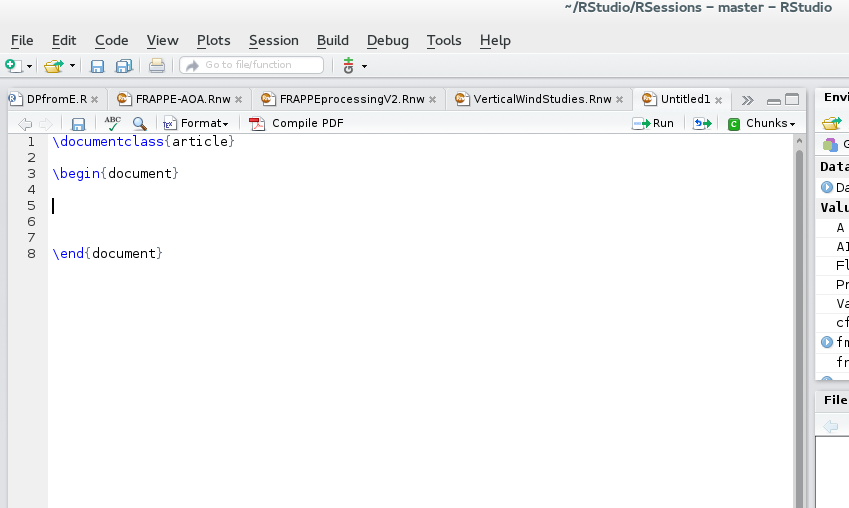 ~/RStudio/RSessions – master – RStudio
File Edit Code View Plots Session Build Debug Tools Help
Go to file/function
DPfromE.R FRAPPE-AOA.Rnw FRAPPEprocessingV2.Rnw VerticalWindStudies.Rnw Untitled1
Envi
ABC Format Compile PDF Run Chunks
G
1 \documentclass{article}
2
3 \begin{document}
4
5
6
7
8 \end{document}
Data
Da
Valu
A
A1
Fl
Pr
Va
cf
fm
fr
File